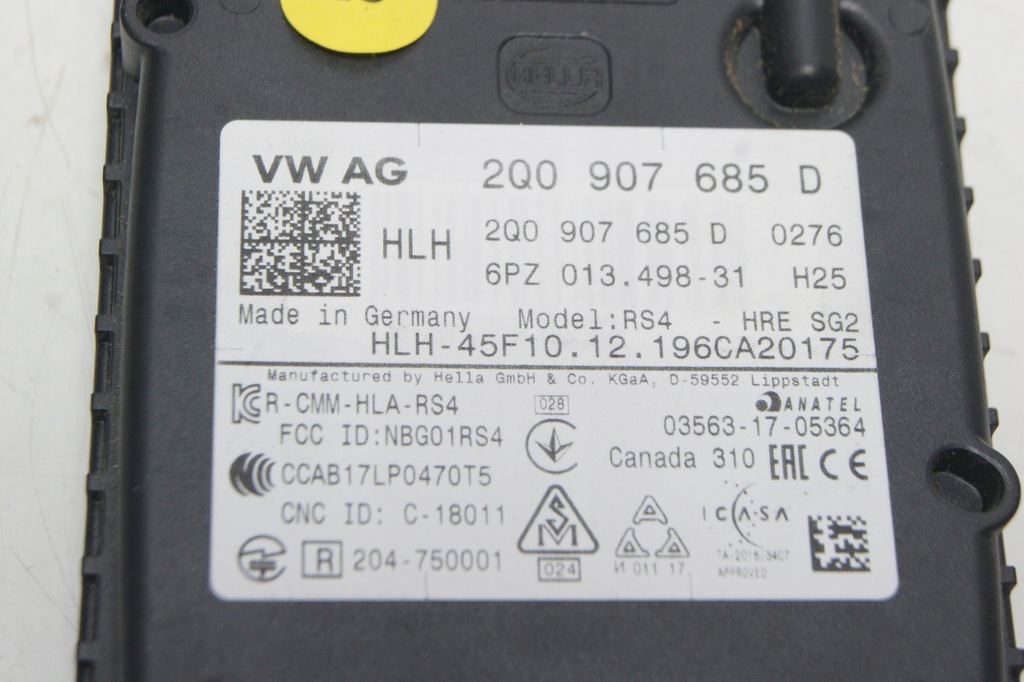 HELLA
VW AG 2Q0 907 685 D
HLH 2Q0 907 685 D 0276
6PZ 013.498-31 H25
Made in Germany Model:RS4 - HRE SG2
HLH-45F10.12.196CA20175
Manufactured by Hella GmbH & Co. KGaA, D-59552 Lippstadt
R-CMM-HLA-RS4 028 ANATEL
FCC ID:NBG01RS4 03563-17-05364
CCAB17LP0470T5 Canada 310 EAC CE
CNC ID: C-18011 SM ICASA
R 204-750001 024 И 011 17 TA-2016/3407
APPROVED